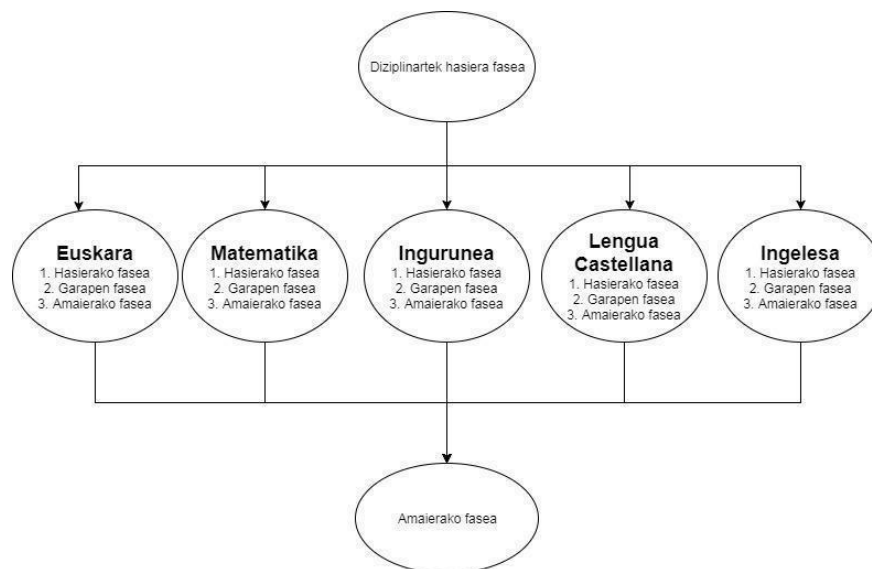 Diziplinartek hasiera fasea
Euskara
1. Hasierako fasea
2. Garapen fasea
3. Amaierako fasea
Matematika
1. Hasierako fasea
2. Garapen fasea
3. Amaierako fasea
Ingurunea
1. Hasierako fasea
2. Garapen fasea
3. Amaierako fasea
Lengua
Castellana
1. Hasierako fasea
2. Garapen fasea
3. Amaierako fasea
Ingelesa
1. Hasierako fasea
2. Garapen fasea
3. Amaierako fasea
Amaierako fasea